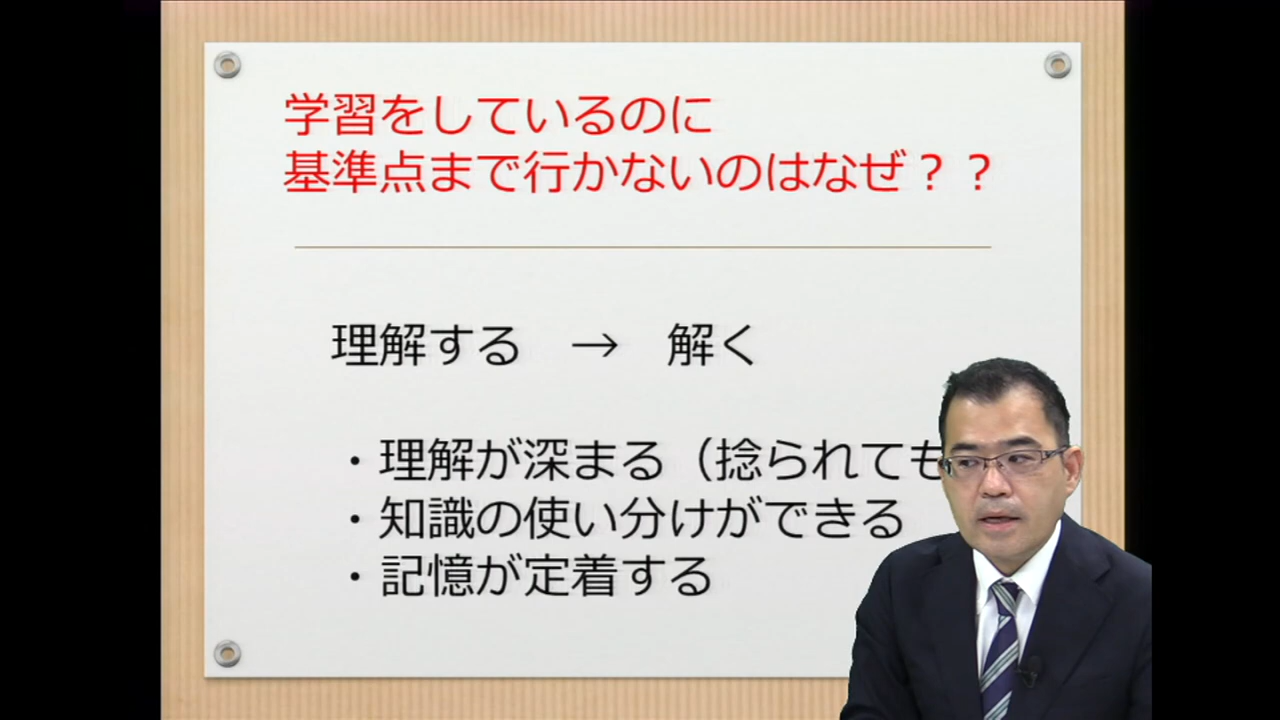 学習をしているのに
基準点まで行かないのはなぜ？？
理解する　→　解く
・理解が深まる（捻られても
・知識の使い分けができる
・記憶が定着する